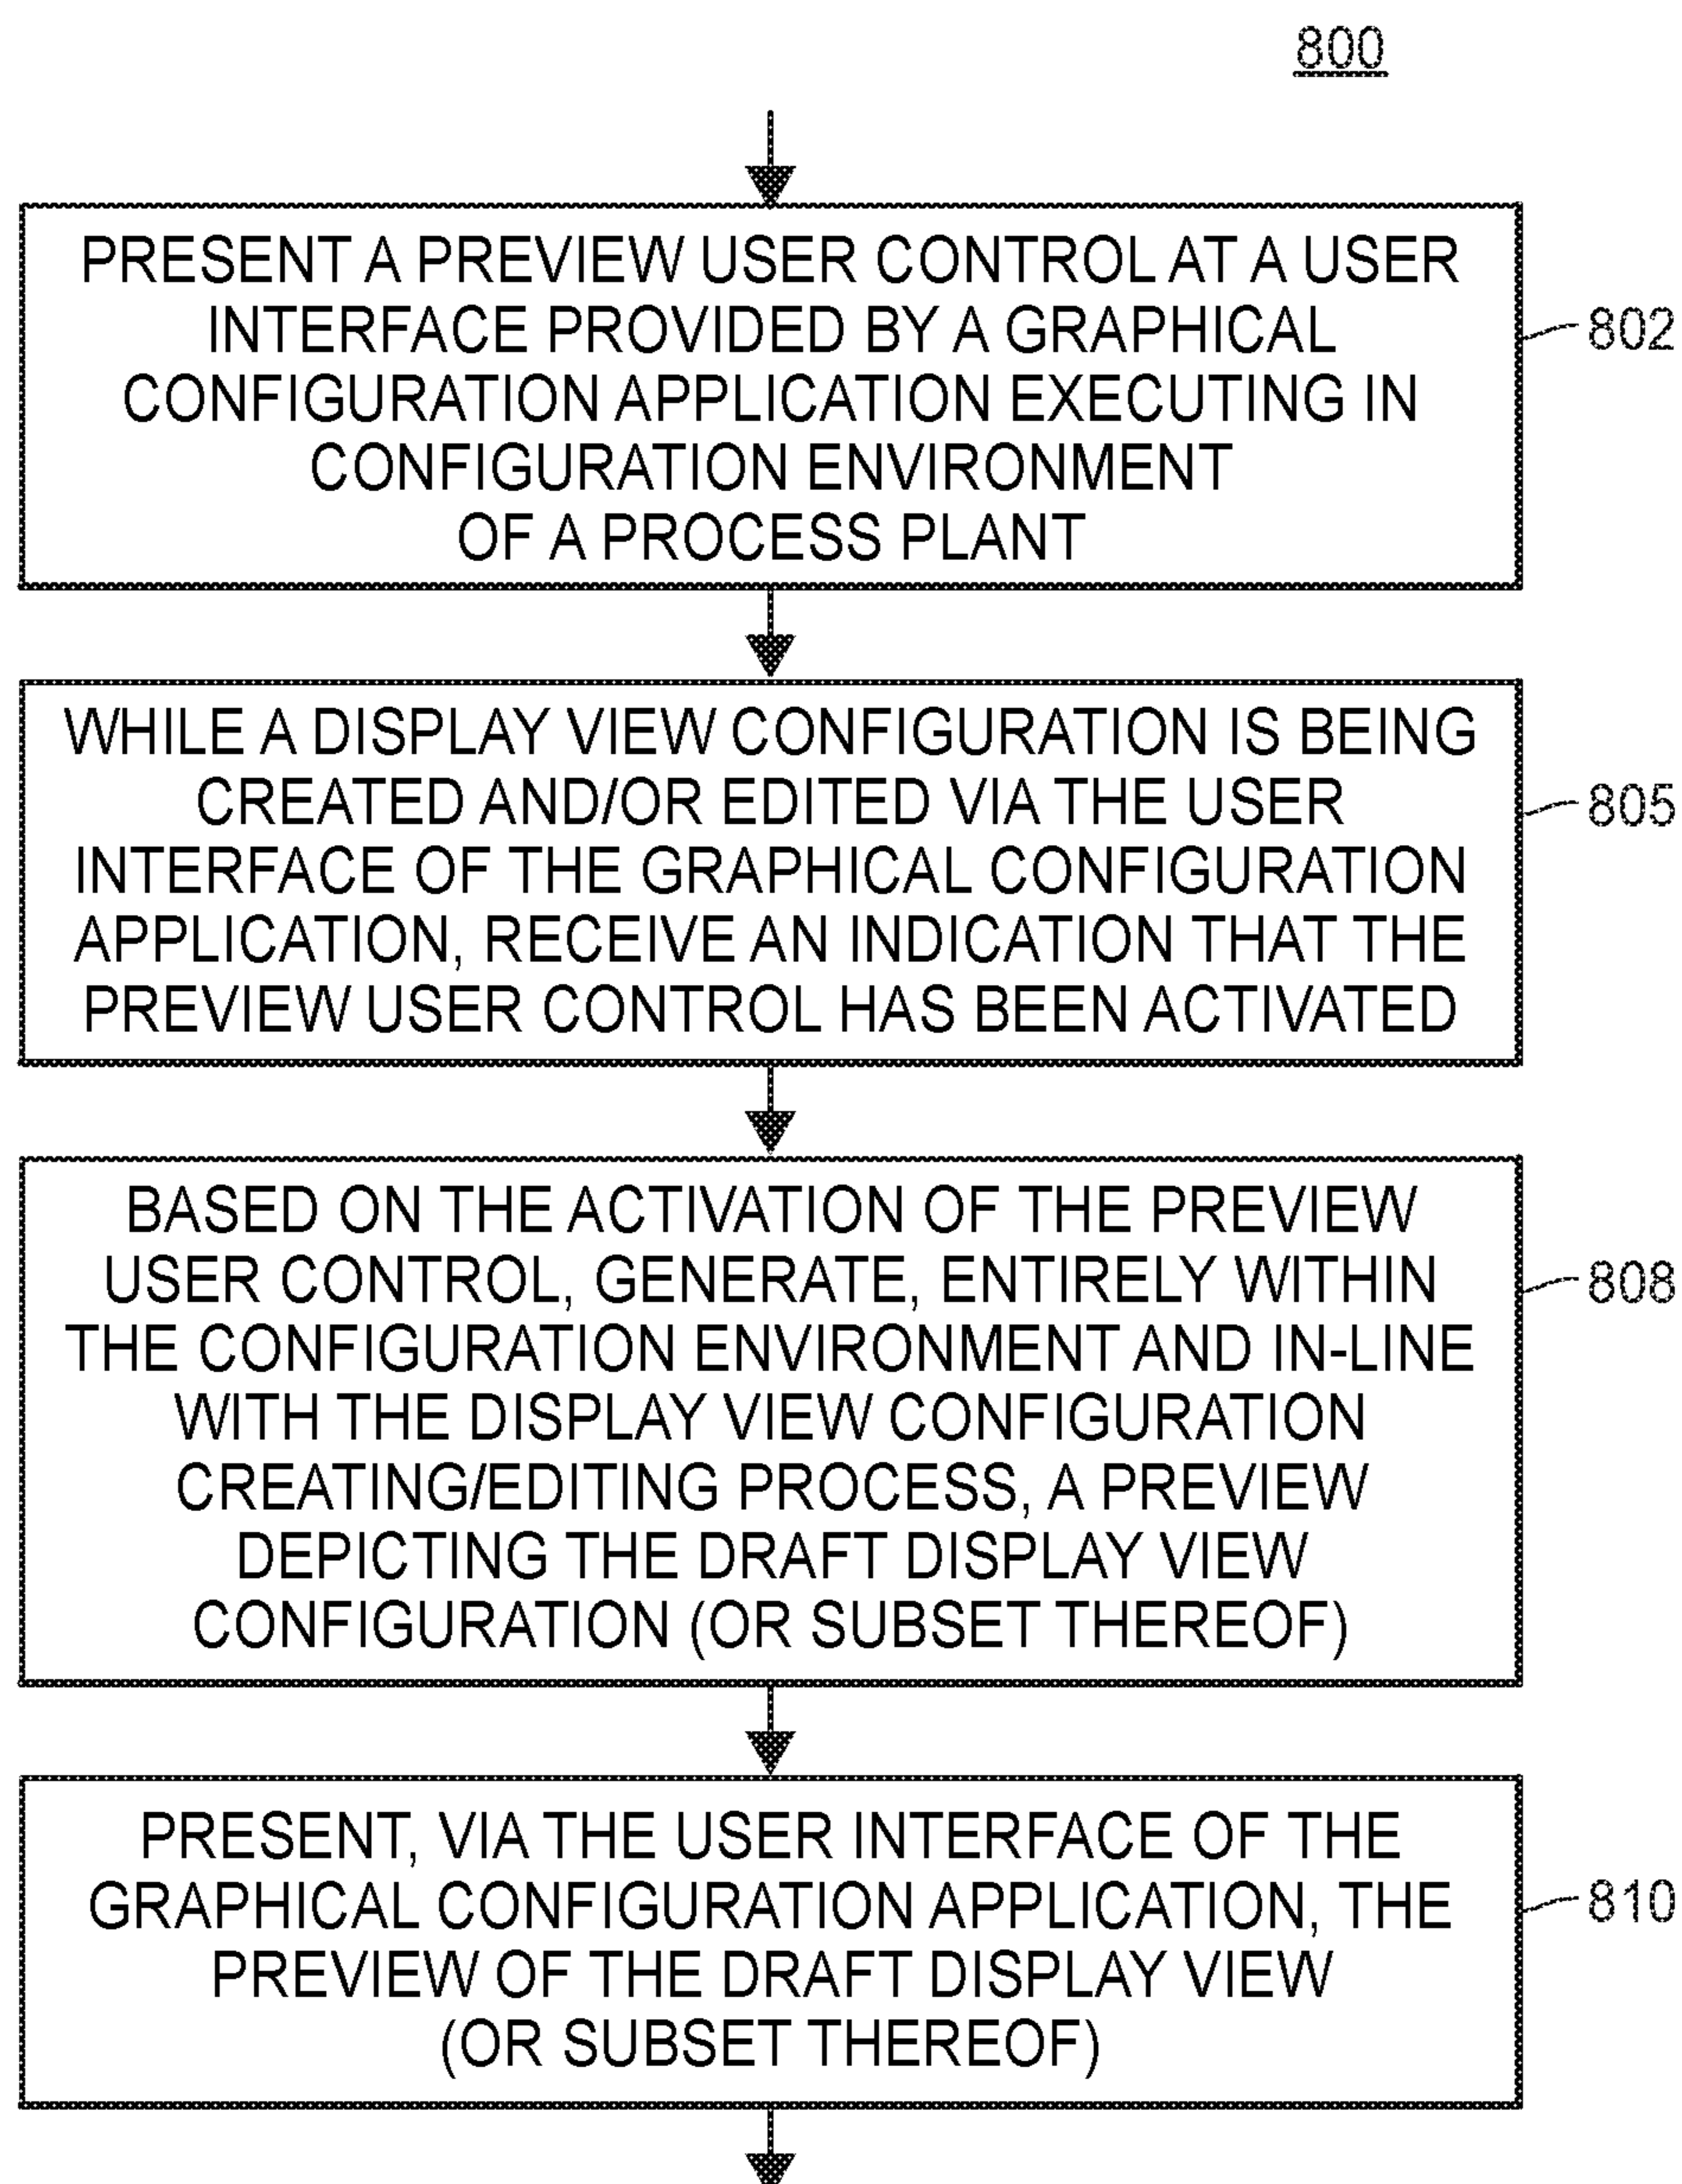 800
PRESENT A PREVIEW USER CONTROL AT A USER
INTERFACE PROVIDED BY A GRAPHICAL
CONFIGURATION APPLICATION EXECUTING IN
CONFIGURATION ENVIRONMENT
OF A PROCESS PLANT
802
WHILE A DISPLAY VIEW CONFIGURATION IS BEING
CREATED AND/OR EDITED VIA THE USER
INTERFACE OF THE GRAPHICAL CONFIGURATION
APPLICATION, RECEIVE AN INDICATION THAT THE
PREVIEW USER CONTROL HAS BEEN ACTIVATED
805
BASED ON THE ACTIVATION OF THE PREVIEW
USER CONTROL, GENERATE, ENTIRELY WITHIN
THE CONFIGURATION ENVIRONMENT AND IN-LINE
WITH THE DISPLAY VIEW CONFIGURATION
CREATING/EDITING PROCESS, A PREVIEW
DEPICTING THE DRAFT DISPLAY VIEW
CONFIGURATION (OR SUBSET THEREOF)
808
PRESENT, VIA THE USER INTERFACE OF THE
GRAPHICAL CONFIGURATION APPLICATION, THE
PREVIEW OF THE DRAFT DISPLAY VIEW
(OR SUBSET THEREOF)
810